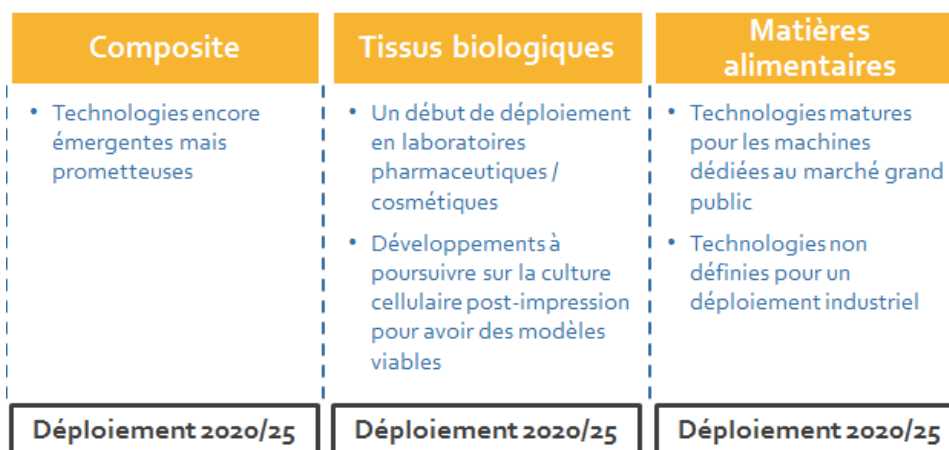 Composite
• Technologies encore
émergentes mais
prometteuses
Déploiement 2020/25
Tissus biologiques
• Un début de déploiement
en laboratoires
pharmaceutiques /
cosmétiques
• Développements à
poursuivre sur la culture
cellulaire post-impression
pour avoir des modèles
viables
Déploiement 2020/25
Matières
alimentaires
• Technologies matures
pour les machines
dédiées au marché grand
public
• Technologies non
définies pour un
déploiement industriel
Déploiement 2020/25